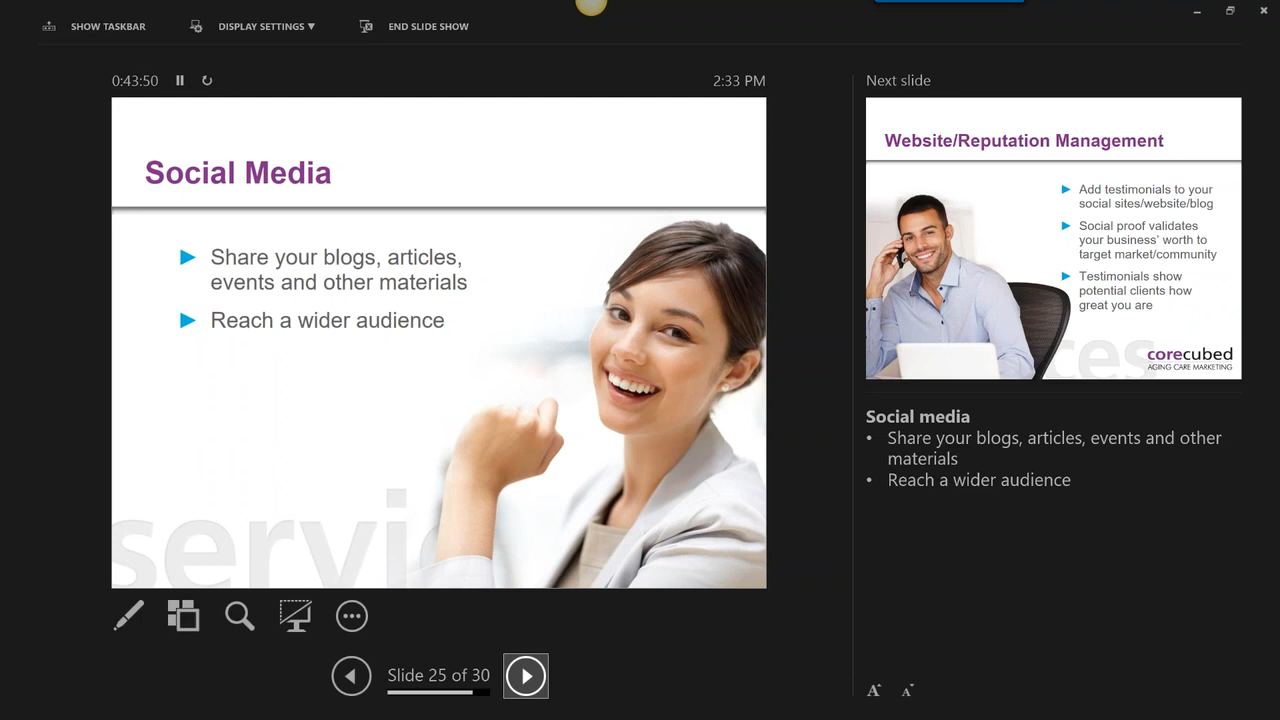 SHOW TASKBAR
DISPLAY SETTINGS ▼
END SLIDE SHOW
0:43:50
2:33 PM
Social Media
► Share your blogs, articles,
events and other materials
► Reach a wider audience
servi
Slide 25 of 30
Next slide
Website/Reputation Management
► Add testimonials to your
social sites/website/blog
► Social proof validates
your business' worth to
target market/community
► Testimonials show
potential clients how
great you are
ces
corecubed
AGING CARE MARKETING
Social media
• Share your blogs, articles, events and other
materials
• Reach a wider audience
A A